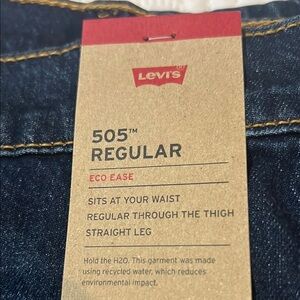 LEVI'S
505™
REGULAR
ECO EASE
SITS AT YOUR WAIST
REGULAR THROUGH THE THIGH
STRAIGHT LEG
Hold the H2O. This garment was made
using recycled water, which reduces
environmental impact.